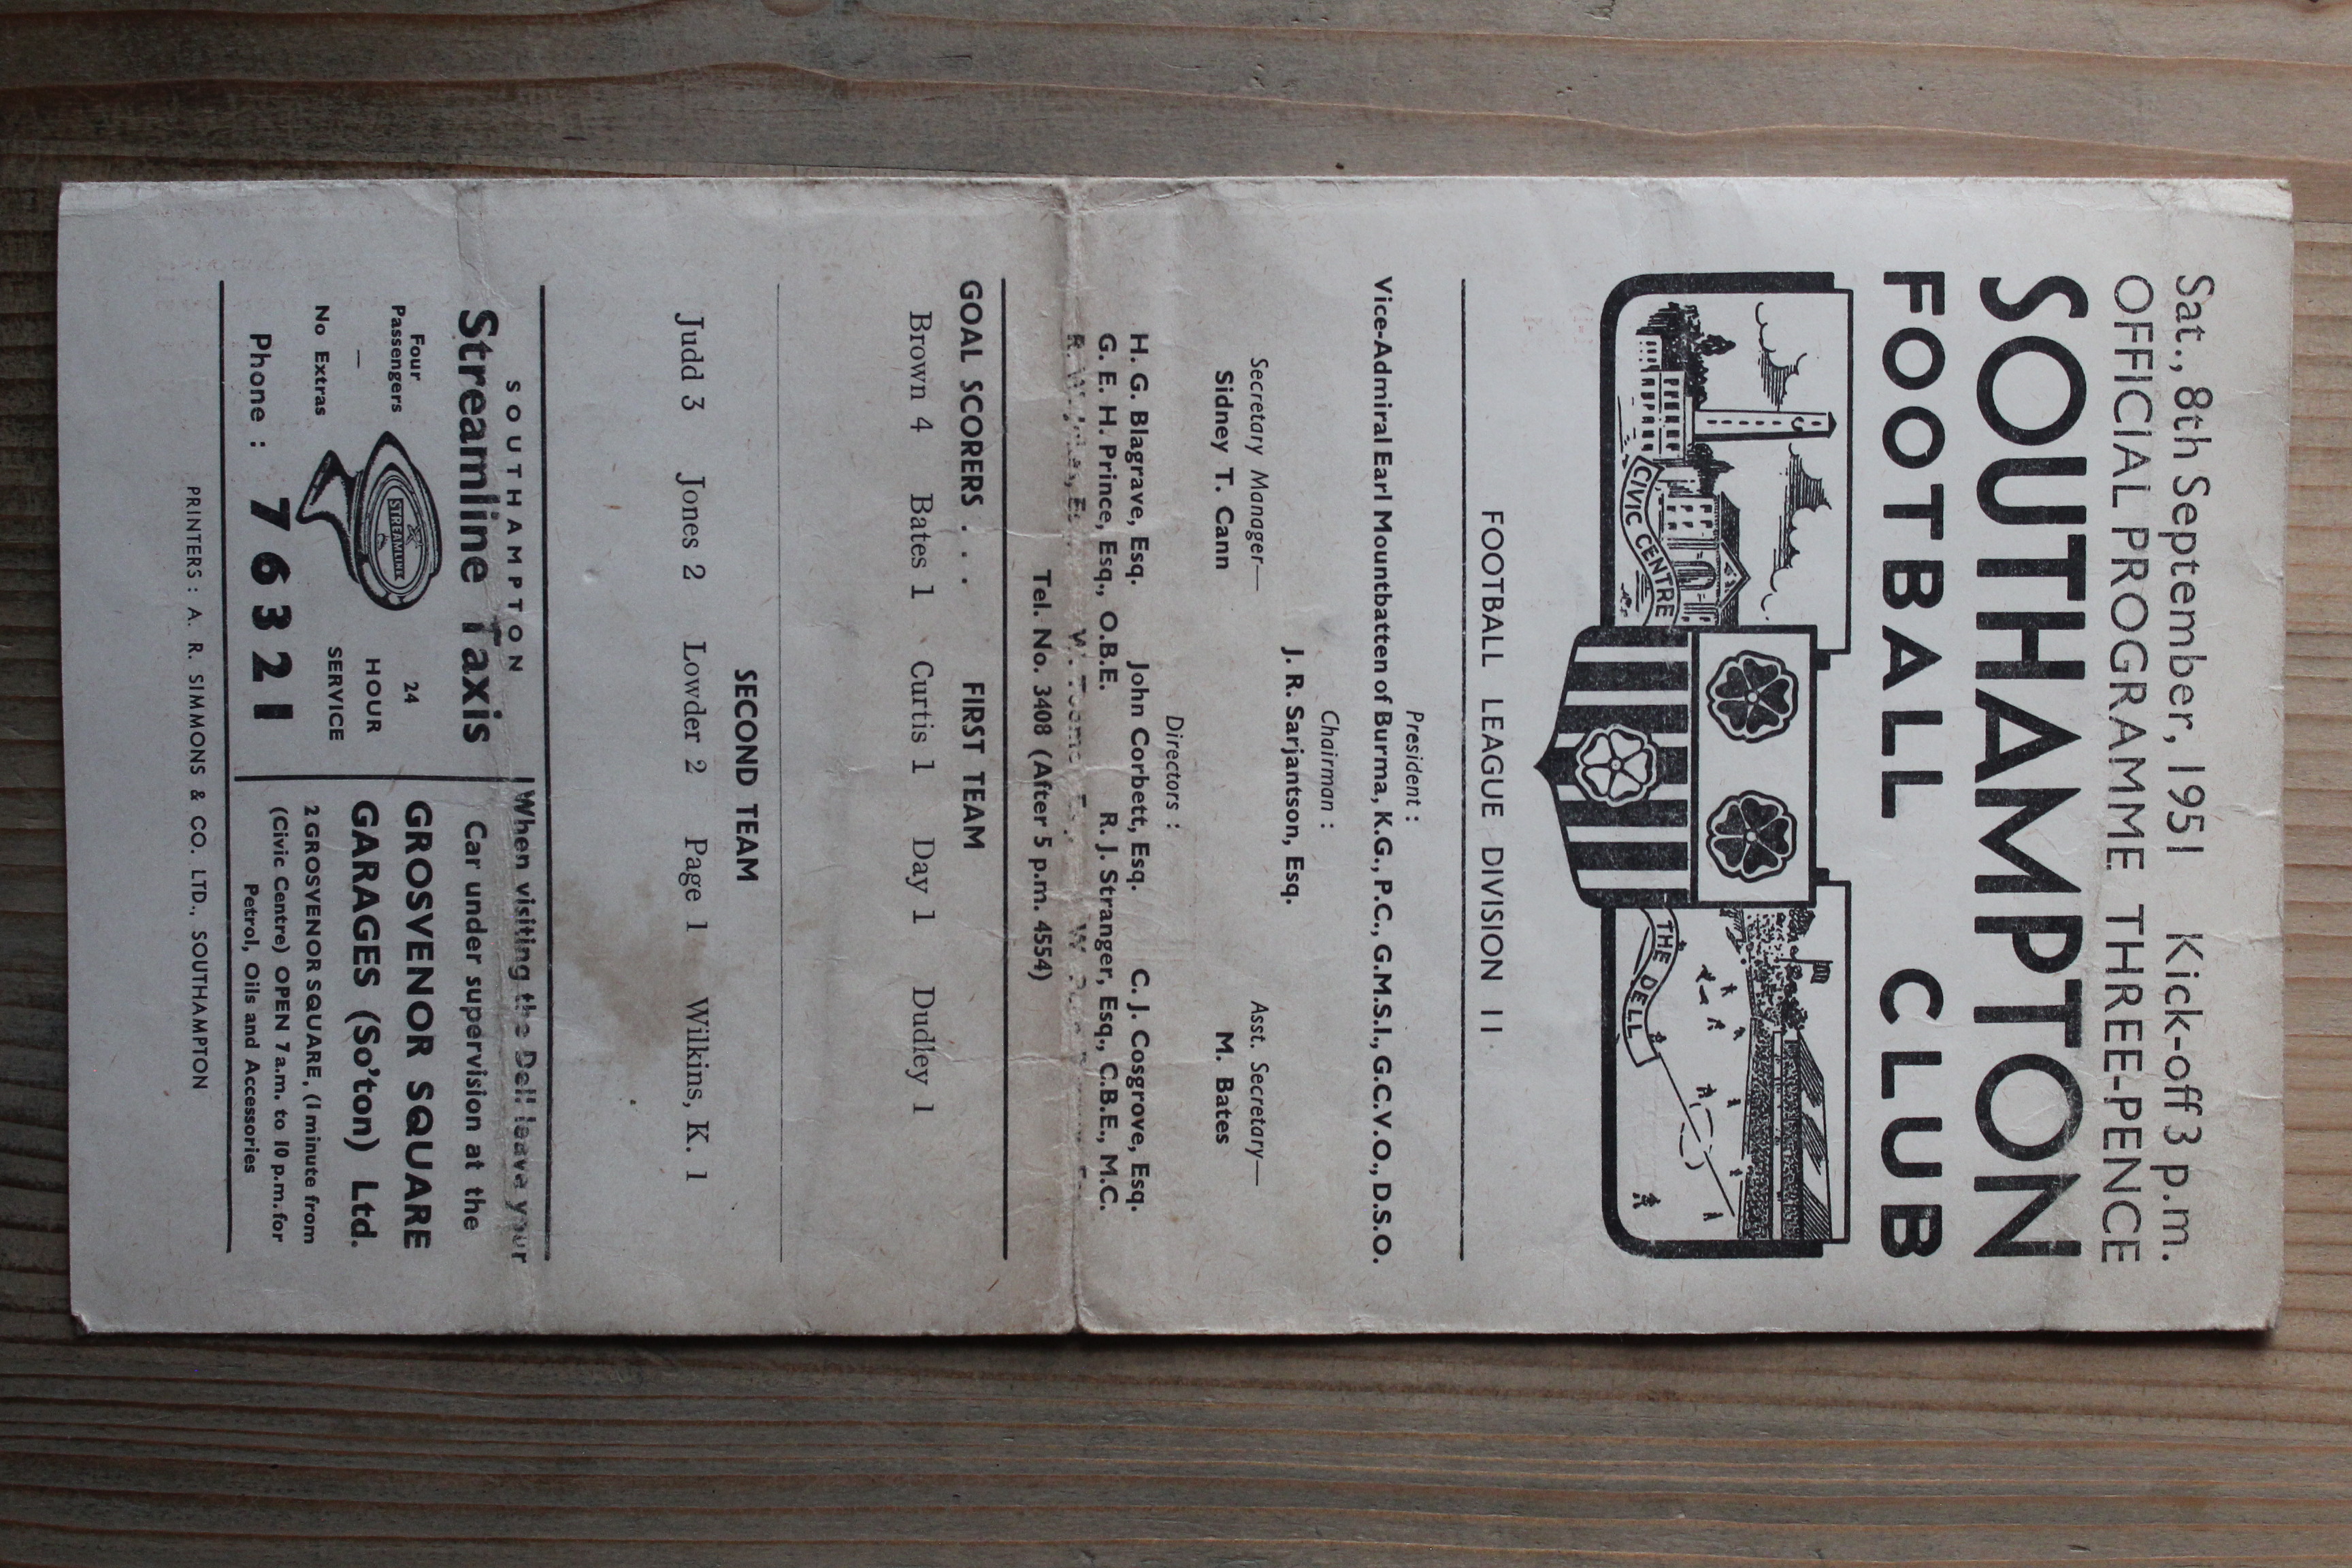 Sat., 8th September, 1951 Kick-off 3 p.m.
OFFICIAL PROGRAMME THREE-PENCE
SOUTHAMPTON
FOOTBALL CLUB
CIVIC CENTRE
THE DELL
FOOTBALL LEAGUE DIVISION II
President :
Vice-Admiral Earl Mountbatten of Burma, K.G., P.C., G.M.S.I., G.C.V.O., D.S.O.
Chairman :
J. R. Sarjantson, Esq.
Secretary Manager— Asst. Secretary—
Sidney T. Cann M. Bates
Directors :
H. G. Blagrave, Esq. John Corbett, Esq. C. J. Cosgrove, Esq.
G. E. H. Prince, Esq., O.B.E. R. J. Stranger, Esq., C.B.E., M.C.
Tel. No. 3408 (After 5 p.m. 4554)
GOAL SCORERS . . . FIRST TEAM
Brown 4 Bates 1 Curtis 1 Day 1 Dudley 1
SECOND TEAM
Judd 3 Jones 2 Lowder 2 Page 1 Wilkins, K. 1
SOUTHAMPTON
Streamline Taxis
Four
Passengers
—
No Extras
STREAMLINE
24
HOUR
SERVICE
Phone : 76321
When visiting the Dell leave your
Car under supervision at the
GROSVENOR SQUARE
GARAGES (So'ton) Ltd.
2 GROSVENOR SQUARE, (1 minute from
(Civic Centre) OPEN 7 a.m. to 10 p.m. for
Petrol, Oils and Accessories
PRINTERS : A. R. SIMMONS & CO. LTD., SOUTHAMPTON